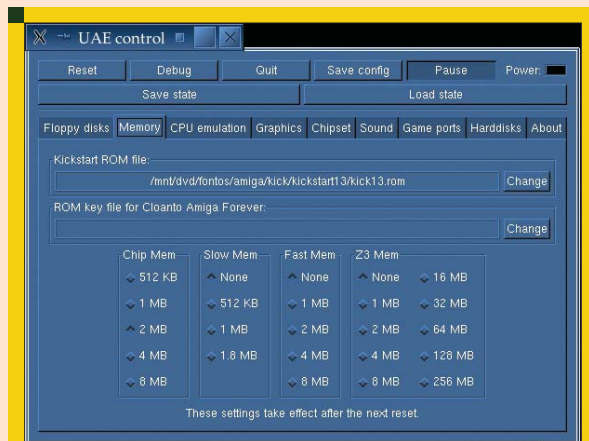 UAE control
Reset Debug Quit Save config Pause Power:
Save state Load state
Floppy disks Memory CPU emulation Graphics Chipset Sound Game ports Harddisks About
Kickstart ROM file:
/mnt/dvd/fontos/amiga/kick/kickstart13/kick13.rom Change
ROM key file for Cloanto Amiga Forever:
Change
Chip Mem Slow Mem Fast Mem Z3 Mem
512 KB None None None 16 MB
1 MB 512 KB 1 MB 1 MB 32 MB
2 MB 1 MB 2 MB 2 MB 64 MB
4 MB 1.8 MB 4 MB 4 MB 128 MB
8 MB 8 MB 8 MB 256 MB
These settings take effect after the next reset.